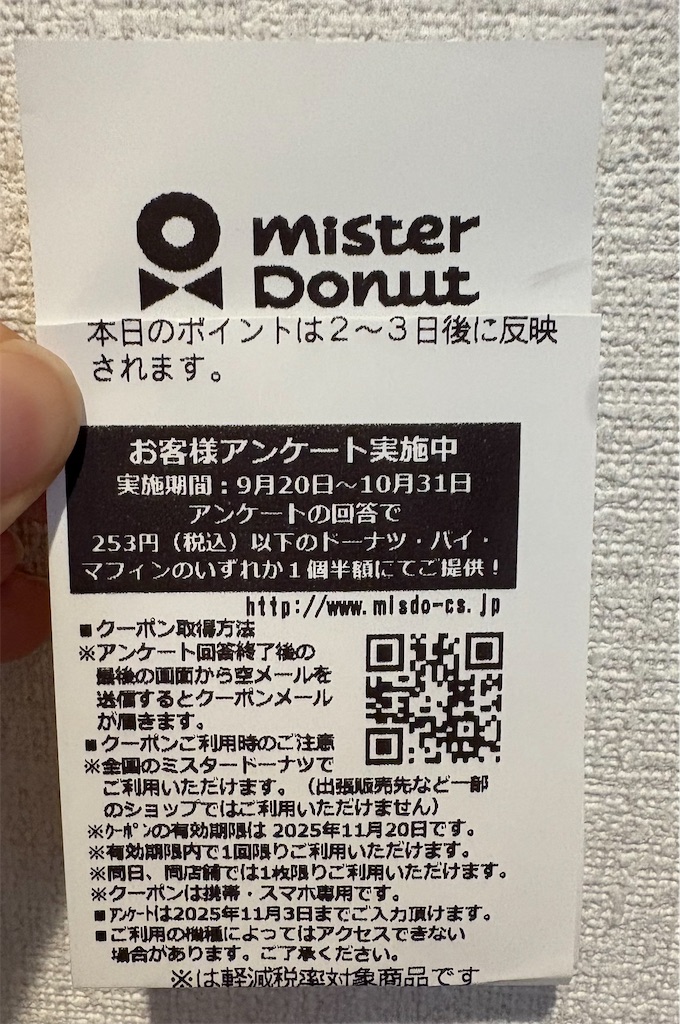 mister
Donut
本日のポイントは2～3日後に反映
されます。
お客様アンケート実施中
実施期間：9月20日～10月31日
アンケートの回答で
253円（税込）以下のドーナツ・パイ・
マフィンのいずれか1個半額にてご提供！
http://www.misdo-cs.jp
■クーポン取得方法
※アンケート回答終了後の
最後の画面から空メールを
送信するとクーポンメール
が届きます。
■クーポンご利用時のご注意
※全国のミスタードーナツで
ご利用いただけます。（出張販売先など一部
のショップではご利用いただけません）
※ｸｰﾎﾟﾝの有効期限は 2025年11月20日です。
※有効期限内で1回限りご利用いただけます。
※同日、同店舗では1枚限りご利用いただけます。
※クーポンは携帯・スマホ専用です。
■ｱﾝｹｰﾄは2025年11月3日までご入力頂けます。
■ご利用の機種によってはアクセスできない
場合があります。ご了承ください。
※は軽減税率対象商品です